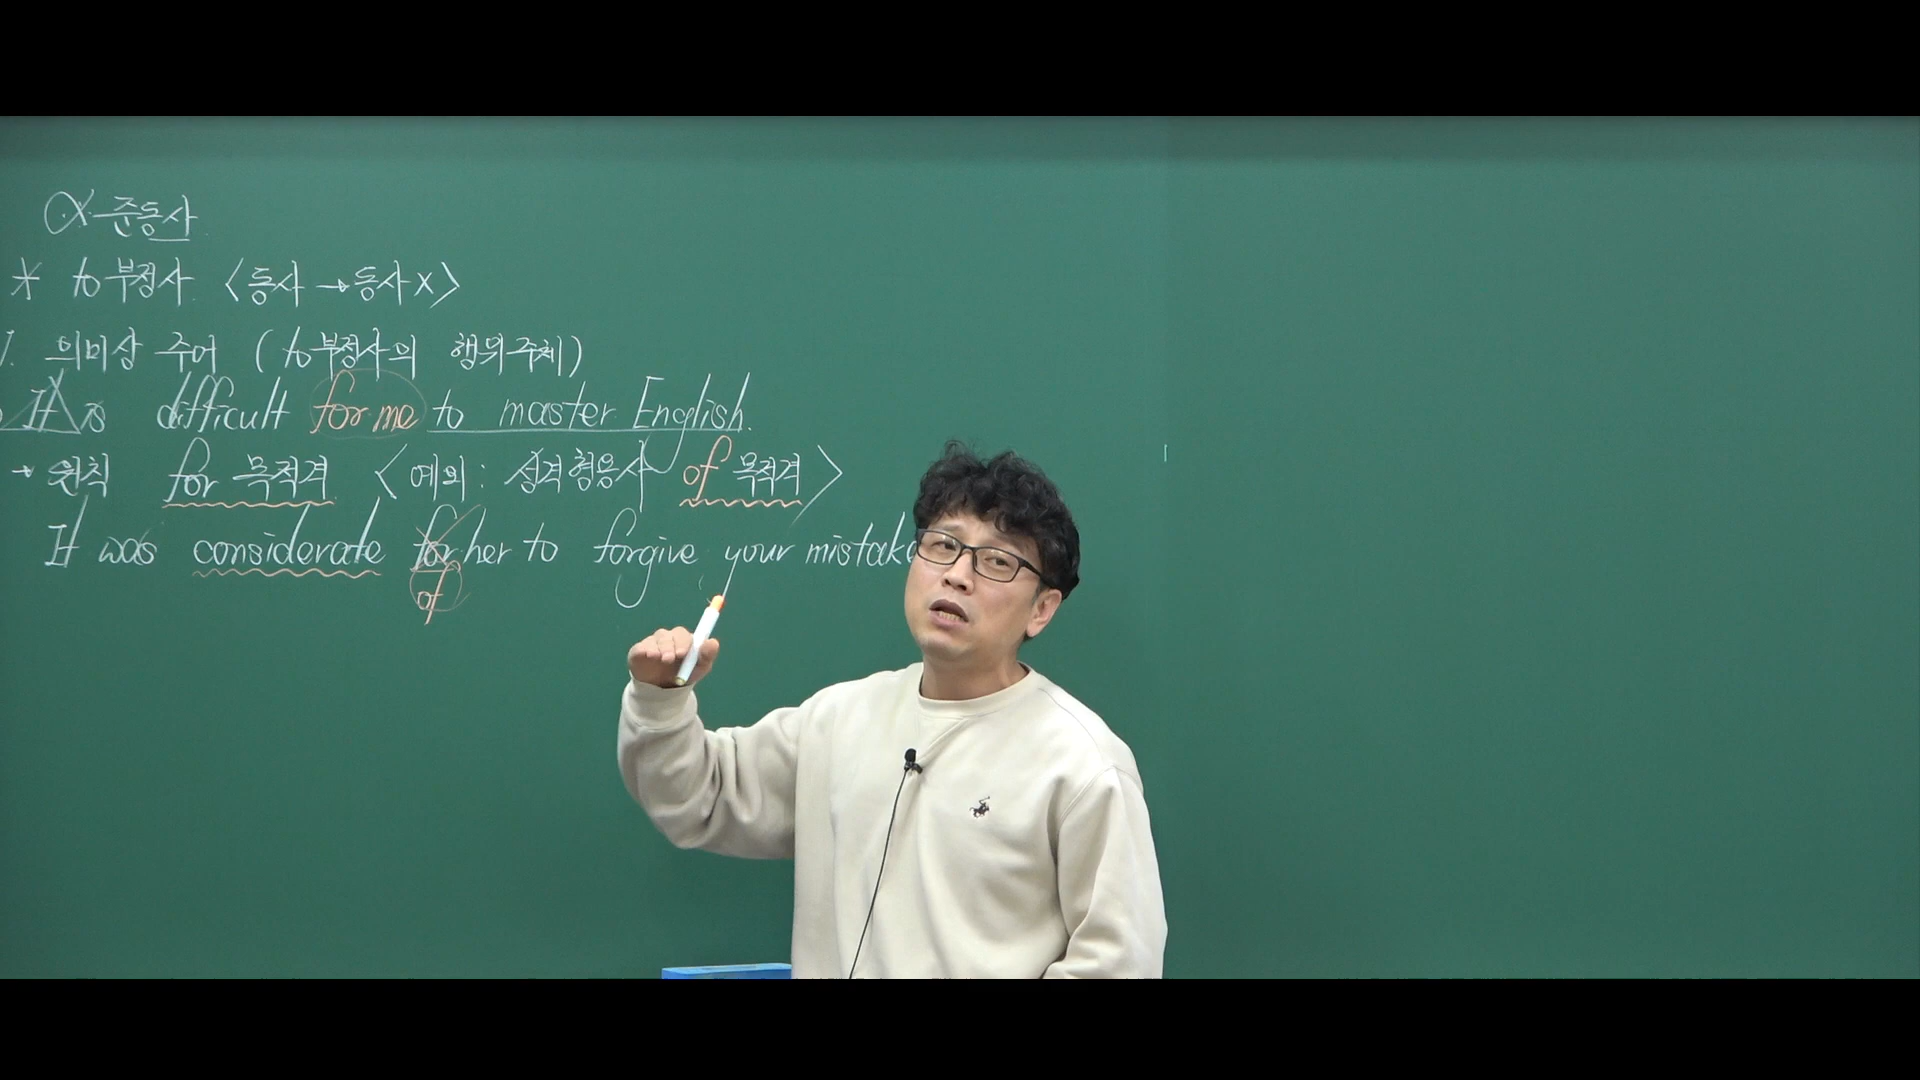 준동사
* to부정사 <동사→동사x>
1. 의미상 주어 (to부정사의 행위주체)
It is difficult for me to master English.
→ 원칙 for 목적격 <예외: 성격형용사 of 목적격>
It was considerate for her to forgive your mistake
of